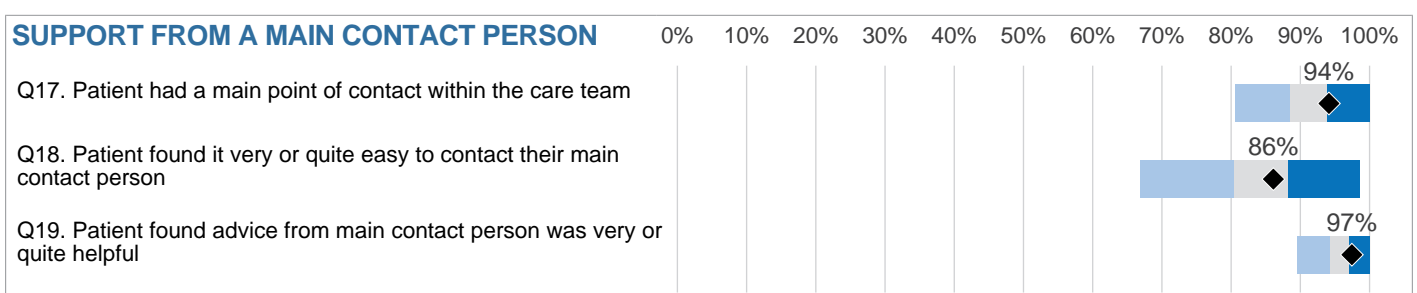 SUPPORT FROM A MAIN CONTACT PERSON 0% 10% 20% 30% 40% 50% 60% 70% 80% 90% 100%
94%
Q17. Patient had a main point of contact within the care team
86%
Q18. Patient found it very or quite easy to contact their main
contact person
97%
Q19. Patient found advice from main contact person was very or
quite helpful